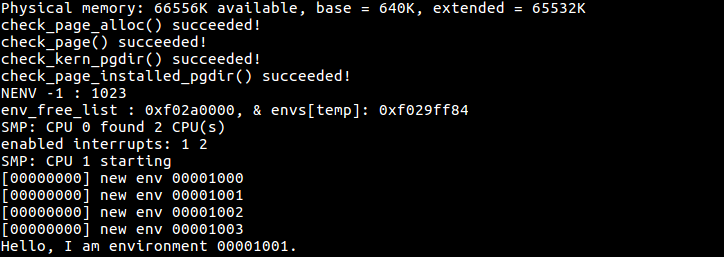 Physical memory: 66556K available, base = 640K, extended = 65532K
check_page_alloc() succeeded!
check_page() succeeded!
check_kern_pgdir() succeeded!
check_page_installed_pgdir() succeeded!
NENV -1 : 1023
env_free_list : 0xf02a0000, & envs[temp]: 0xf029ff84
SMP: CPU 0 found 2 CPU(s)
enabled interrupts: 1 2
SMP: CPU 1 starting
[00000000] new env 00001000
[00000000] new env 00001001
[00000000] new env 00001002
[00000000] new env 00001003
Hello, I am environment 00001001.